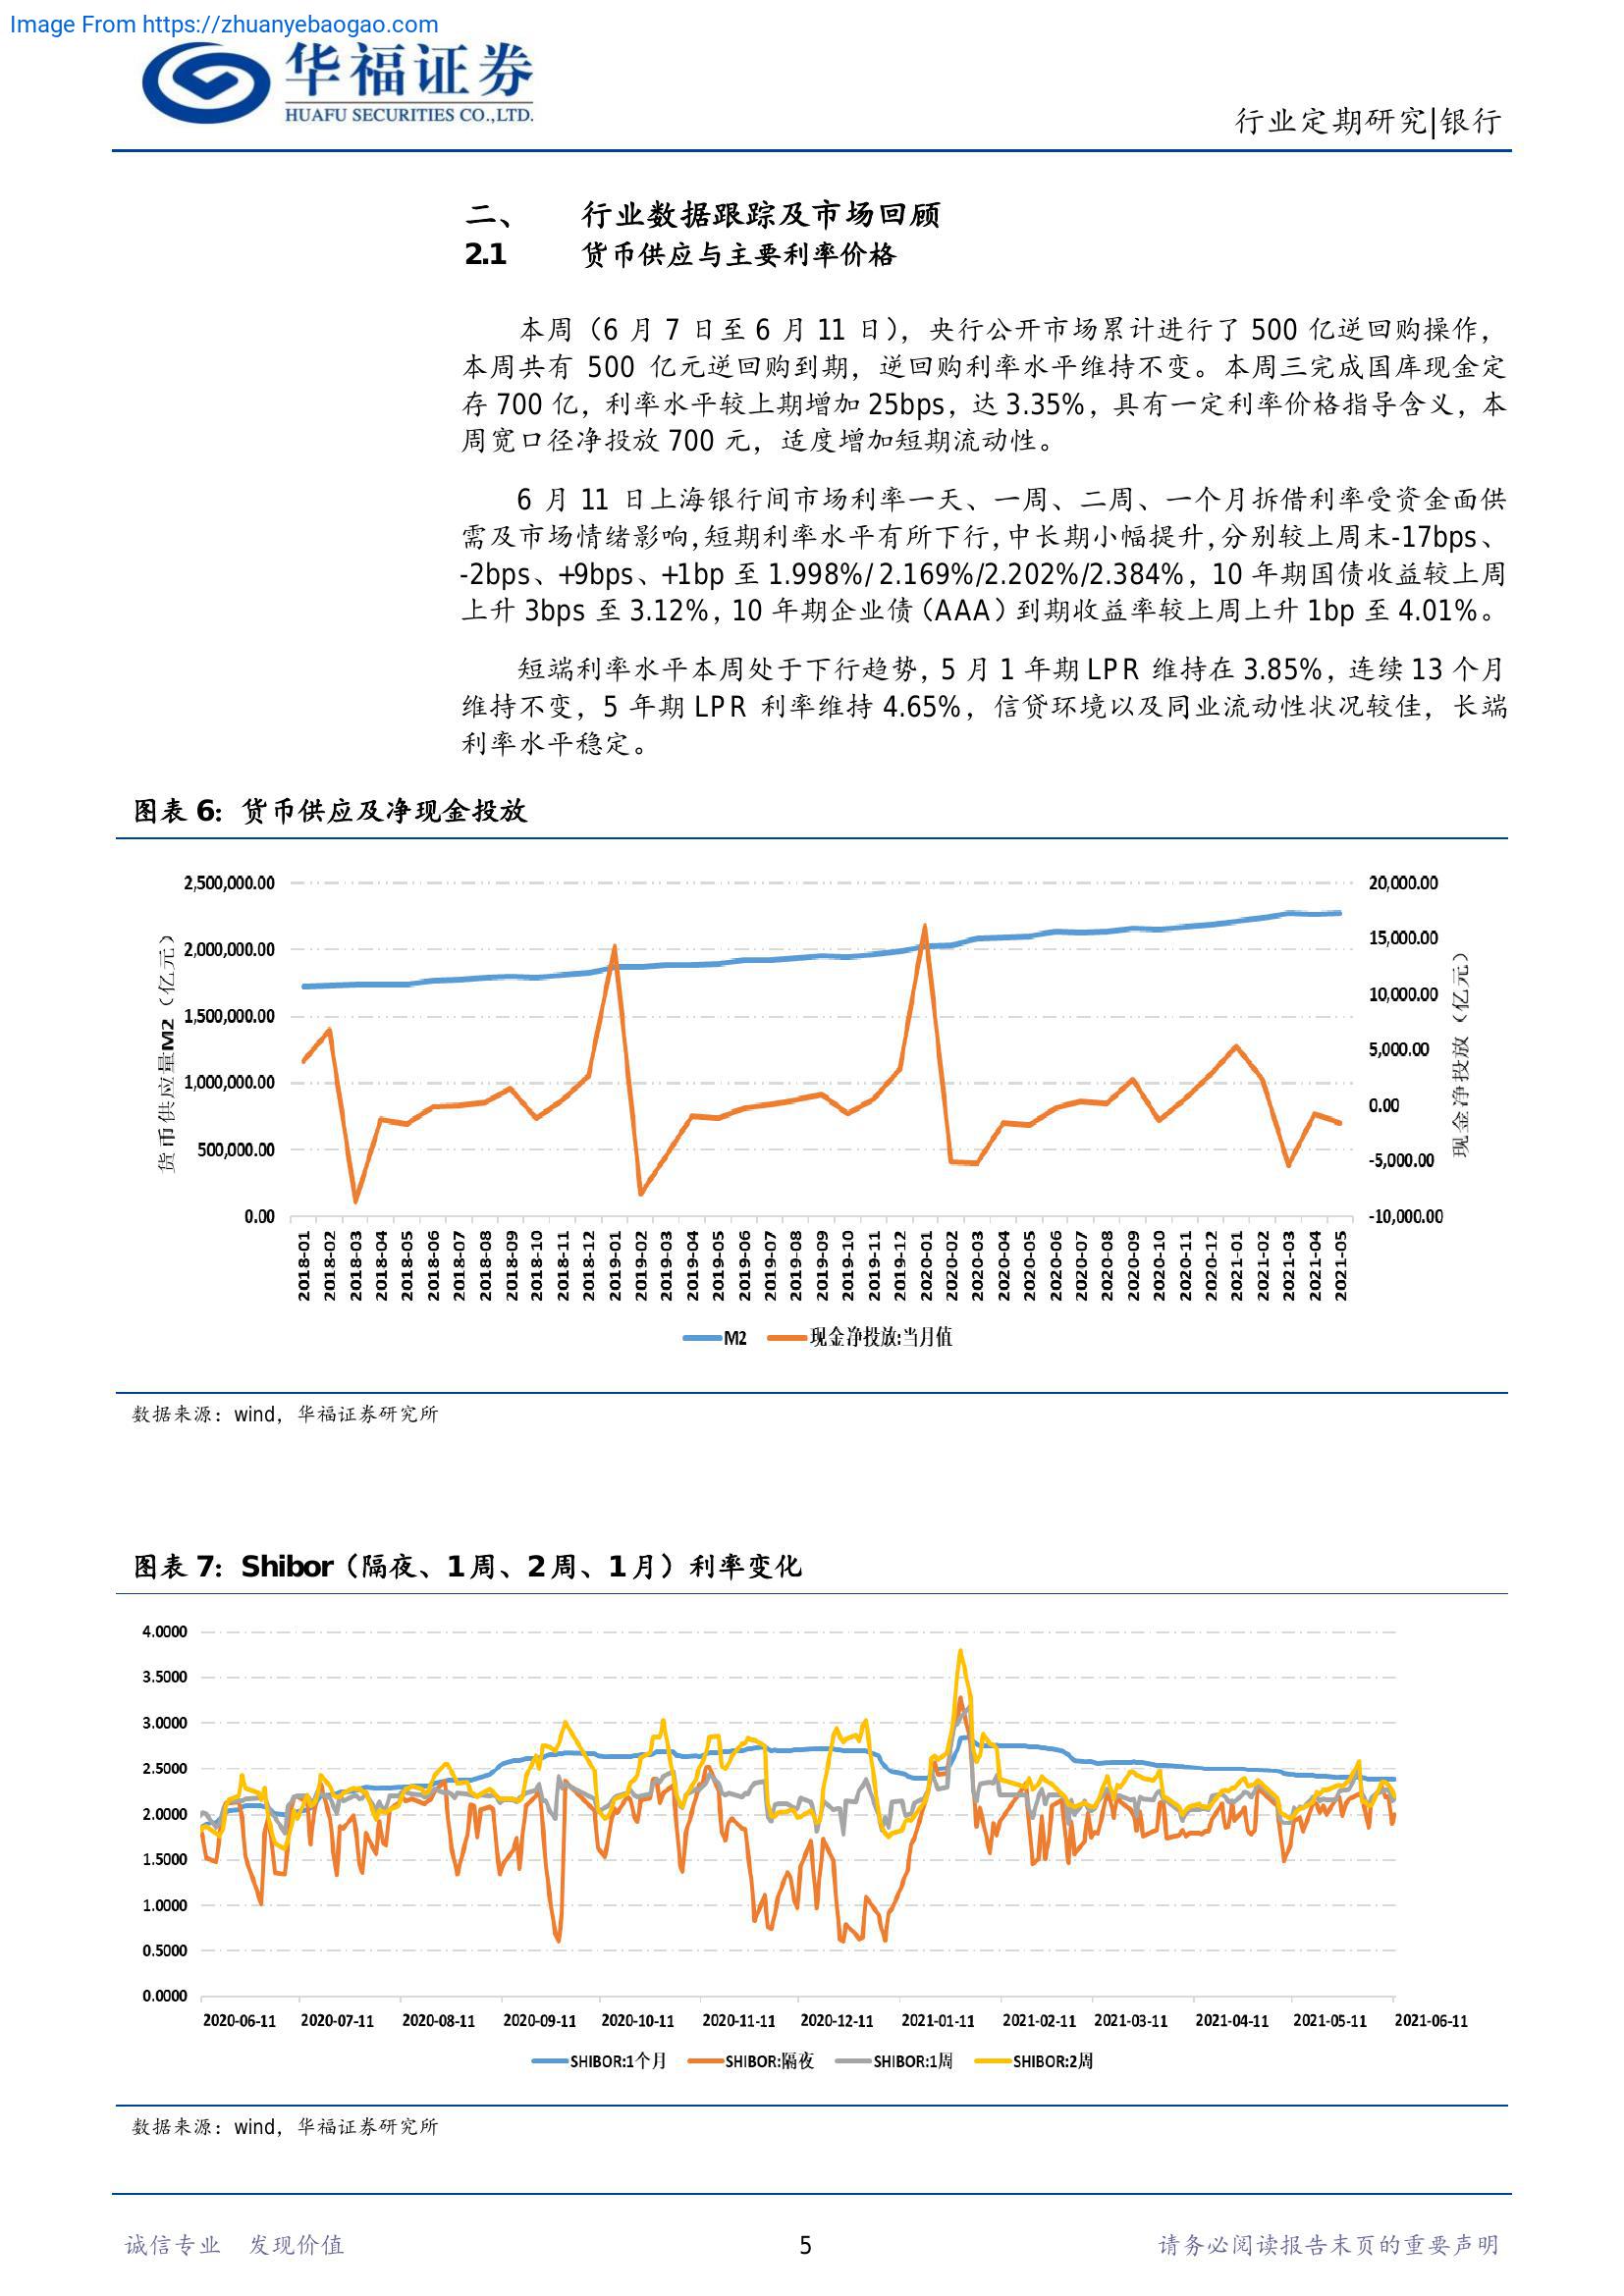 Image From https://zhuanyebaogao.com
华福证券
HUAFU SECURITIES CO.,LTD.
行业定期研究|银行
二、 行业数据跟踪及市场回顾
2.1 货币供应与主要利率价格
本周（6 月 7 日至 6 月 11 日），央行公开市场累计进行了 500 亿逆回购操作，
本周共有 500 亿元逆回购到期，逆回购利率水平维持不变。本周三完成国库现金定
存 700 亿，利率水平较上期增加 25bps，达 3.35%，具有一定利率价格指导含义，本
周宽口径净投放 700 元，适度增加短期流动性。
6 月 11 日上海银行间市场利率一天、一周、二周、一个月拆借利率受资金面供
需及市场情绪影响,短期利率水平有所下行,中长期小幅提升,分别较上周末-17bps、
-2bps、+9bps、+1bp 至 1.998%/ 2.169%/2.202%/2.384%，10 年期国债收益较上周
上升 3bps 至 3.12%，10 年期企业债（AAA）到期收益率较上周上升 1bp 至 4.01%。
短端利率水平本周处于下行趋势，5 月 1 年期 LPR 维持在 3.85%，连续 13 个月
维持不变，5 年期 LPR 利率维持 4.65%，信贷环境以及同业流动性状况较佳，长端
利率水平稳定。
图表 6：货币供应及净现金投放
货币供应量M2（亿元）
2,500,000.00
2,000,000.00
1,500,000.00
1,000,000.00
500,000.00
0.00
20,000.00
15,000.00
10,000.00
5,000.00
0.00
-5,000.00
-10,000.00
现金净投放（亿元）
2018-01
2018-02
2018-03
2018-04
2018-05
2018-06
2018-07
2018-08
2018-09
2018-10
2018-11
2018-12
2019-01
2019-02
2019-03
2019-04
2019-05
2019-06
2019-07
2019-08
2019-09
2019-10
2019-11
2019-12
2020-01
2020-02
2020-03
2020-04
2020-05
2020-06
2020-07
2020-08
2020-09
2020-10
2020-11
2020-12
2021-01
2021-02
2021-03
2021-04
2021-05
M2 现金净投放:当月值
数据来源：wind，华福证券研究所
图表 7：Shibor（隔夜、1 周、2 周、1 月）利率变化
4.0000
3.5000
3.0000
2.5000
2.0000
1.5000
1.0000
0.5000
0.0000
2020-06-11 2020-07-11 2020-08-11 2020-09-11 2020-10-11 2020-11-11 2020-12-11 2021-01-11 2021-02-11 2021-03-11 2021-04-11 2021-05-11 2021-06-11
SHIBOR:1个月 SHIBOR:隔夜 SHIBOR:1周 SHIBOR:2周
数据来源：wind，华福证券研究所
诚信专业 发现价值 5 请务必阅读报告末页的重要声明